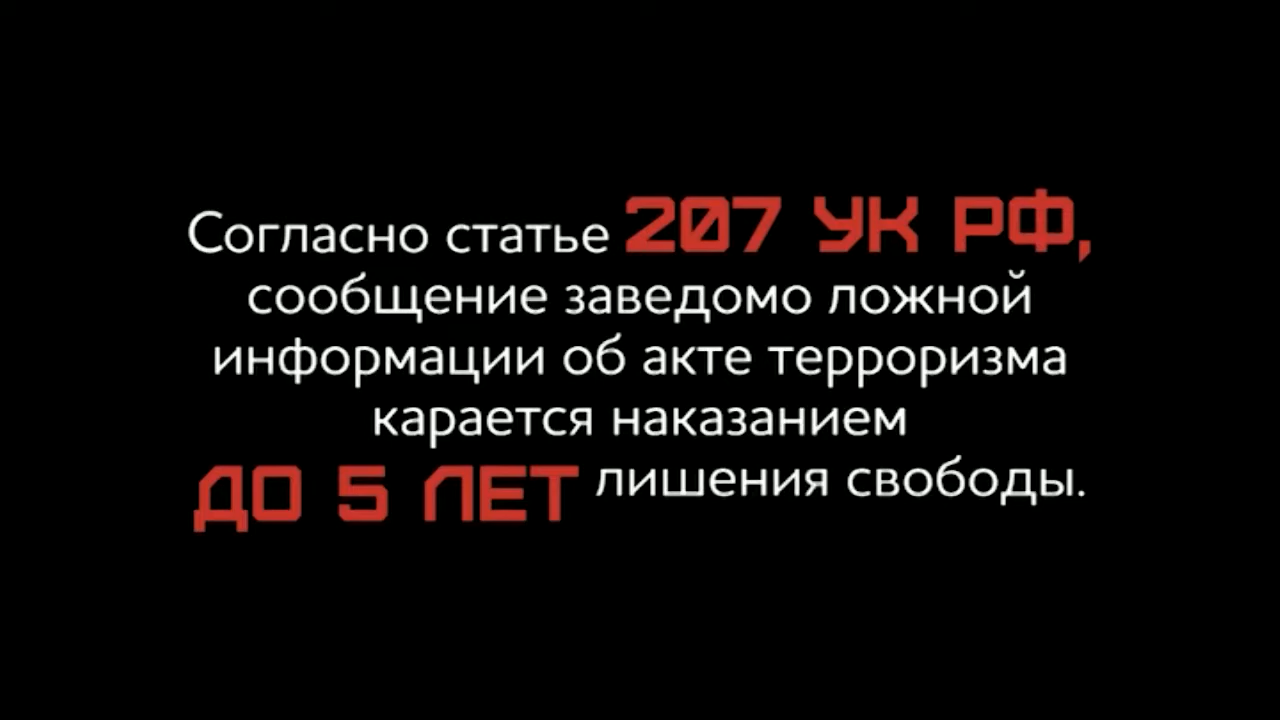 Согласно статье 207 УК РФ,
сообщение заведомо ложной
информации об акте терроризма
карается наказанием
ДО 5 ЛЕТ лишения свободы.